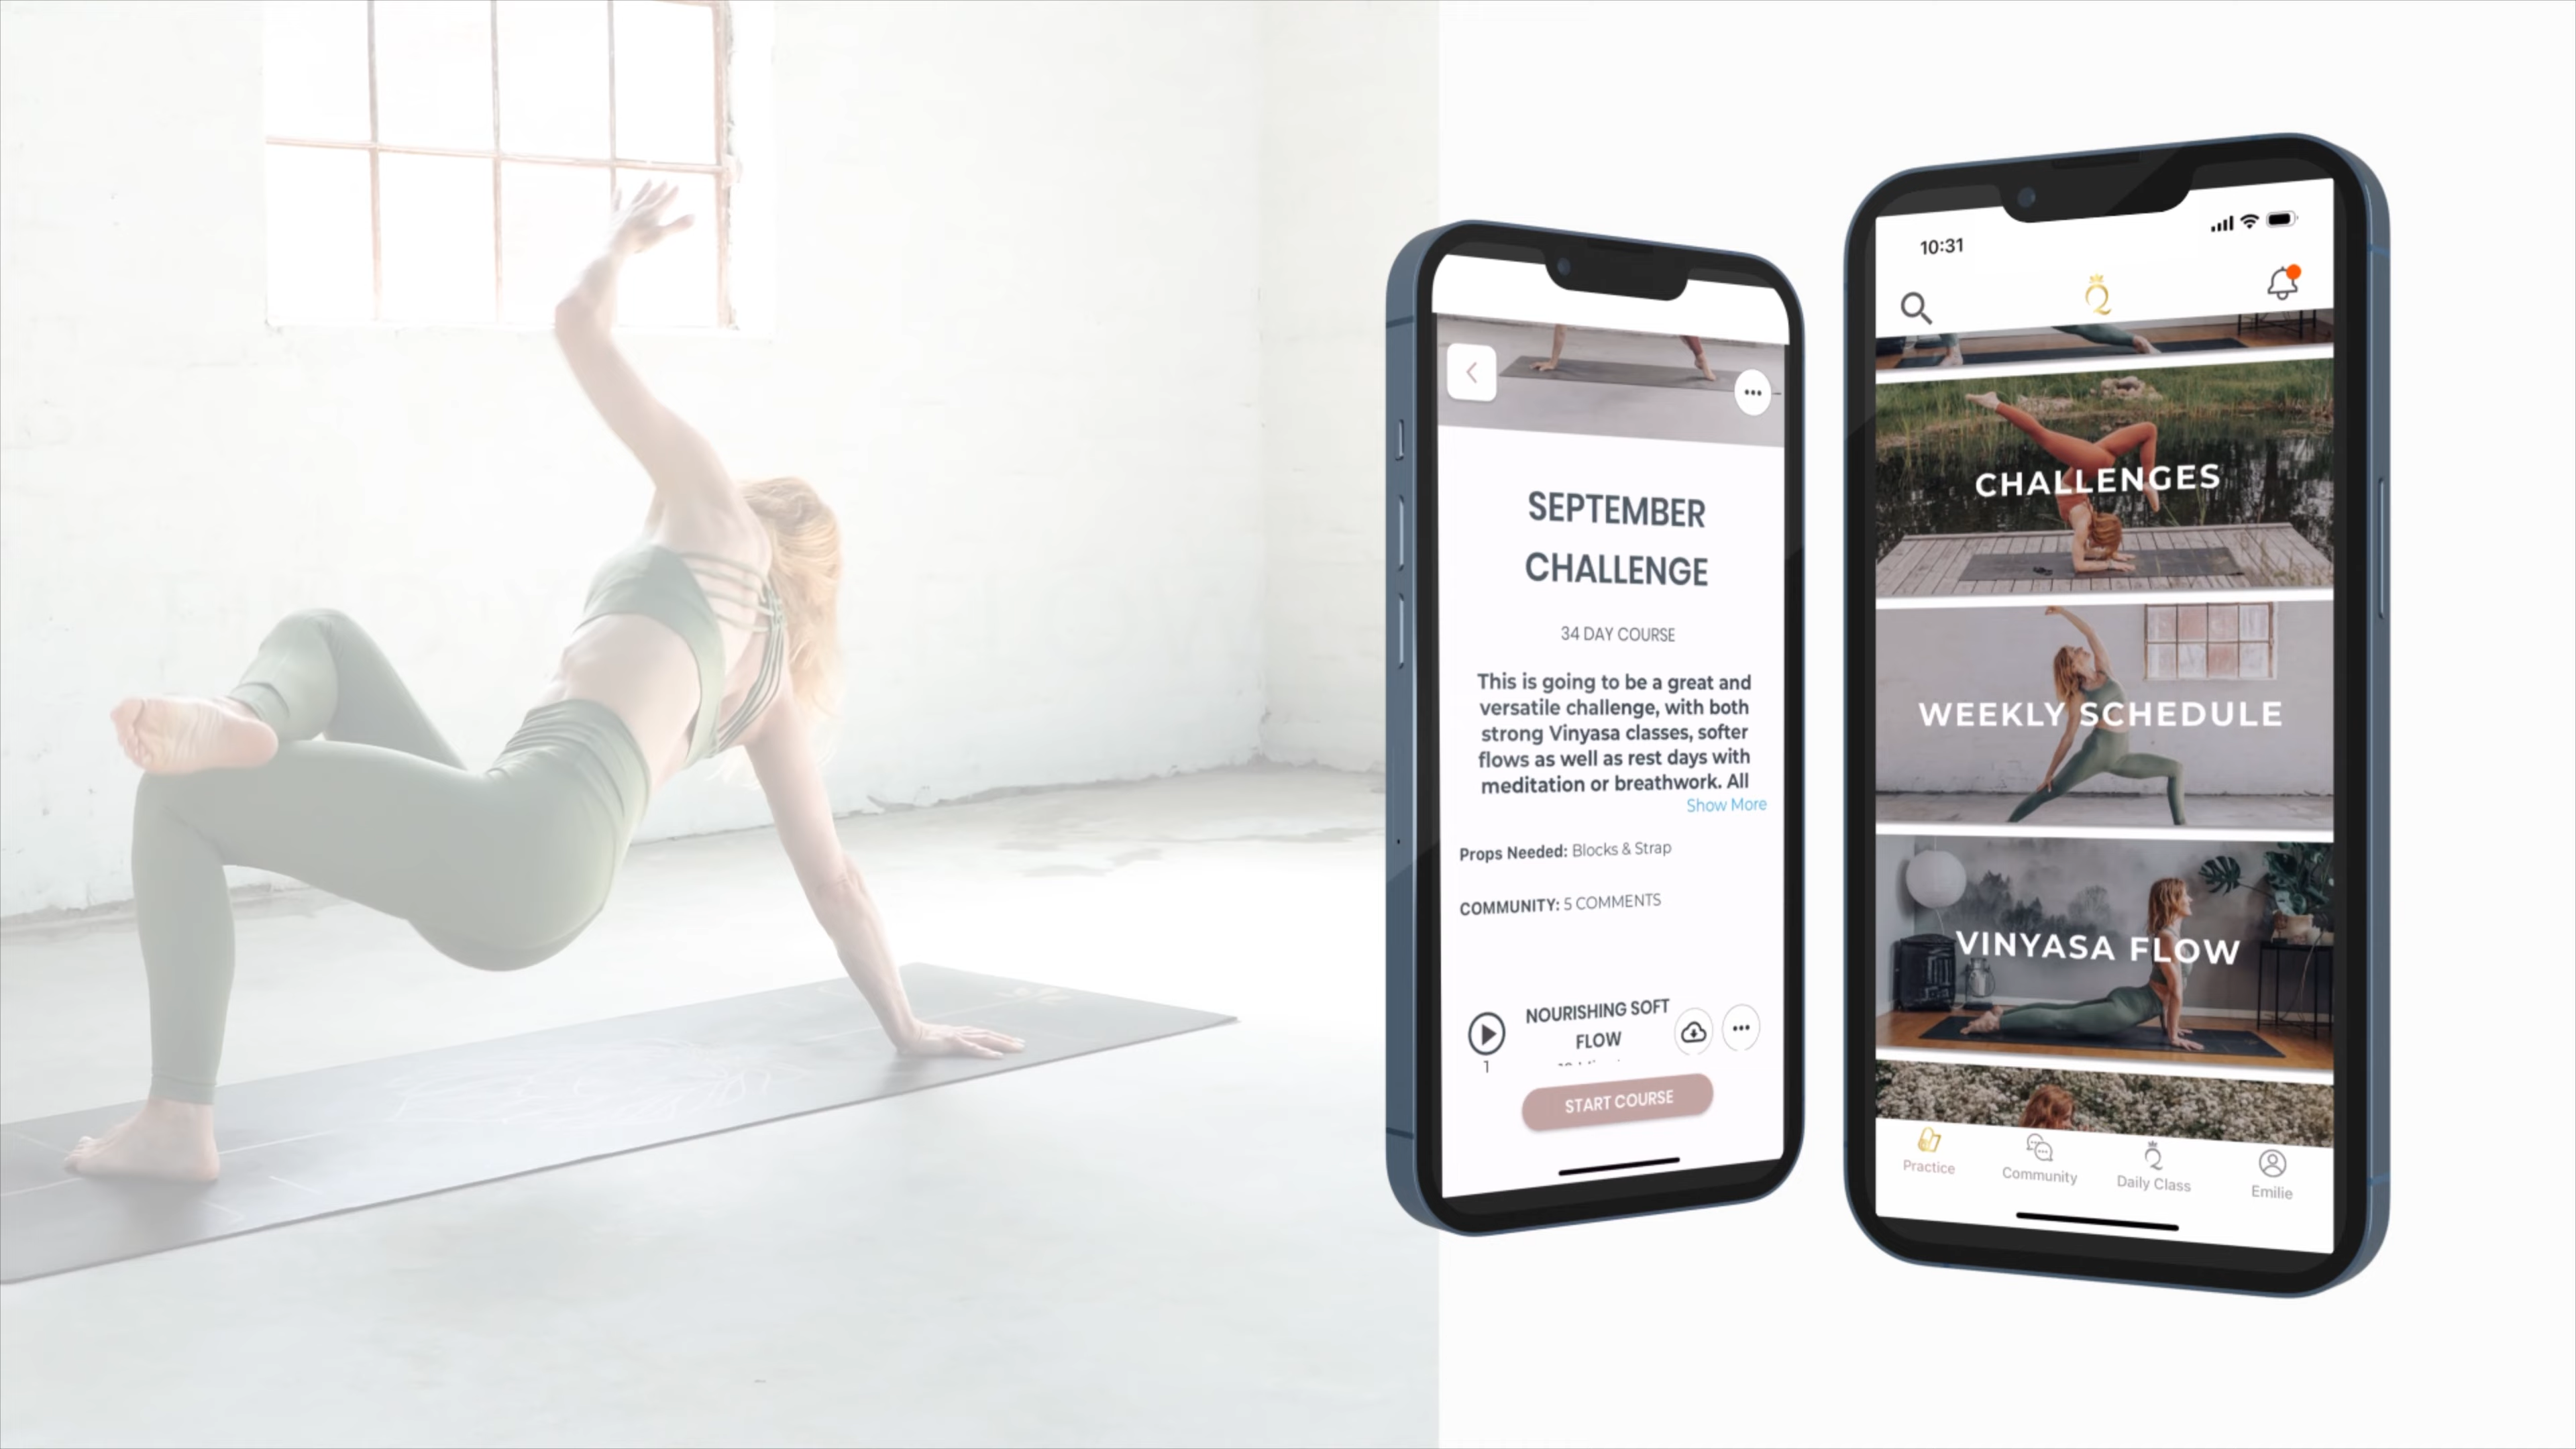 SEPTEMBER
CHALLENGE
34 DAY COURSE
This is going to be a great and
versatile challenge, with both
strong Vinyasa classes, softer
flows as well as rest days with
meditation or breathwork. All
Show More
Props Needed: Blocks & Strap
COMMUNITY: 5 COMMENTS
NOURISHING SOFT
FLOW
1
START COURSE
10:31
Q
CHALLENGES
WEEKLY SCHEDULE
VINYASA FLOW
Practice
Community
Daily Class
Emilie